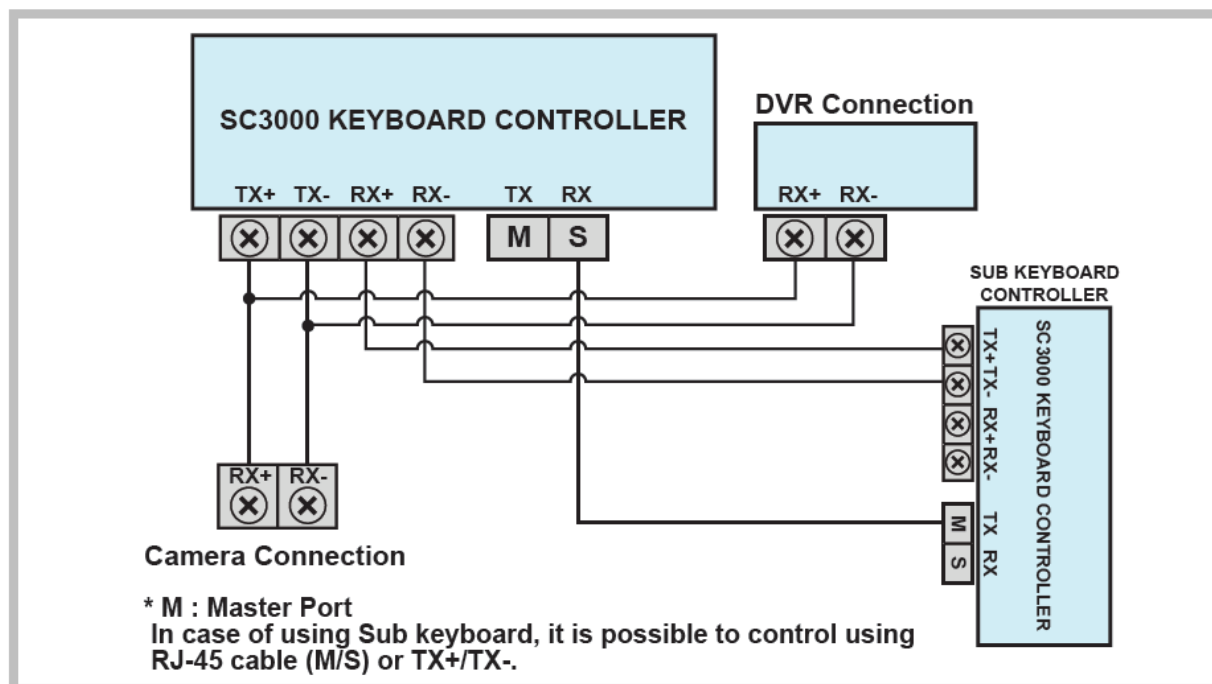 SC3000 KEYBOARD CONTROLLER
TX+ TX- RX+ RX- TX RX
M S
DVR Connection
RX+ RX-
SUB KEYBOARD
CONTROLLER
TX+TX- RX+RX- TX RX
M S
SC3000 KEYBOARD CONTROLLER
RX+ RX-
Camera Connection
* M : Master Port
In case of using Sub keyboard, it is possible to control using
RJ-45 cable (M/S) or TX+/TX-.